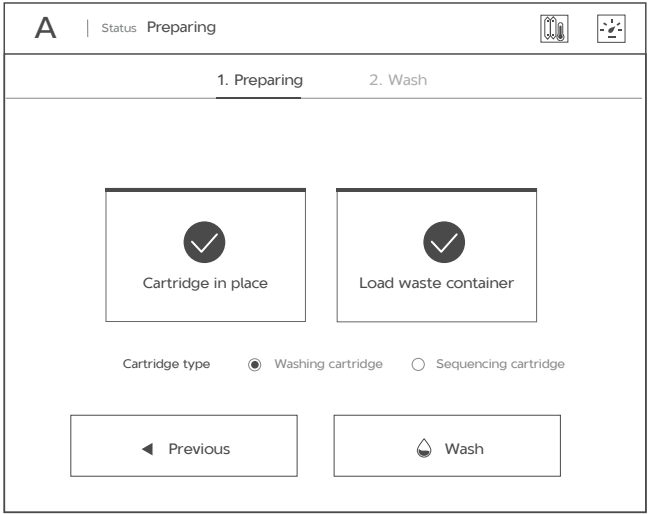 A Status Preparing
1. Preparing 2. Wash
Cartridge in place Load waste container
Cartridge type Washing cartridge Sequencing cartridge
Previous Wash